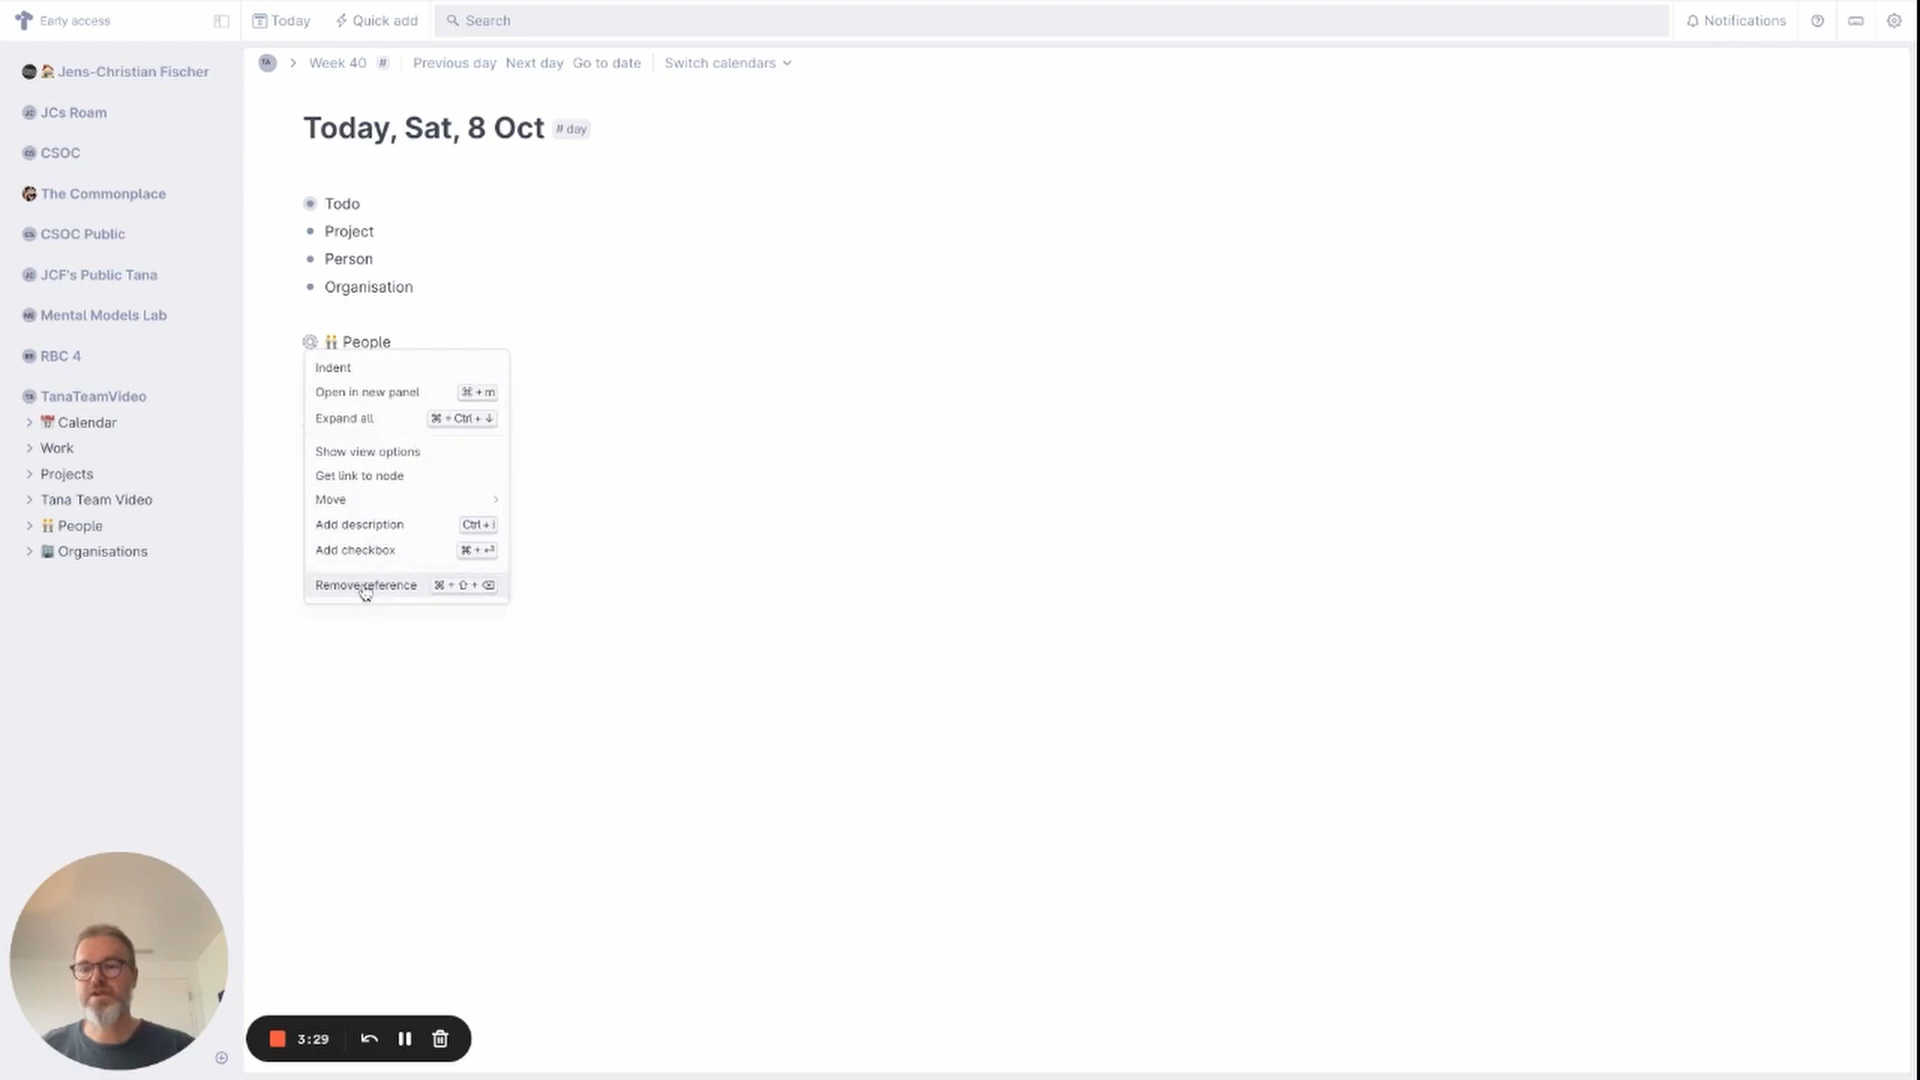 Early access
Today
Quick add
Search
Notifications
Jens-Christian Fischer
JCs Roam
CSOC
The Commonplace
CSOC Public
JCF's Public Tana
Mental Models Lab
RBC 4
TanaTeamVideo
Calendar
Work
Projects
Tana Team Video
People
Organisations
Week 40 #
Previous day
Next day
Go to date
Switch calendars
Today, Sat, 8 Oct # day
Todo
Project
Person
Organisation
People
Indent
Open in new panel ⌘ + m
Expand all ⌘ + Ctrl + ↓
Show view options
Get link to node
Move
Add description Ctrl + i
Add checkbox ⌘ + ⏎
Remove reference ⌘ + ⇧ + ⌫
3:29